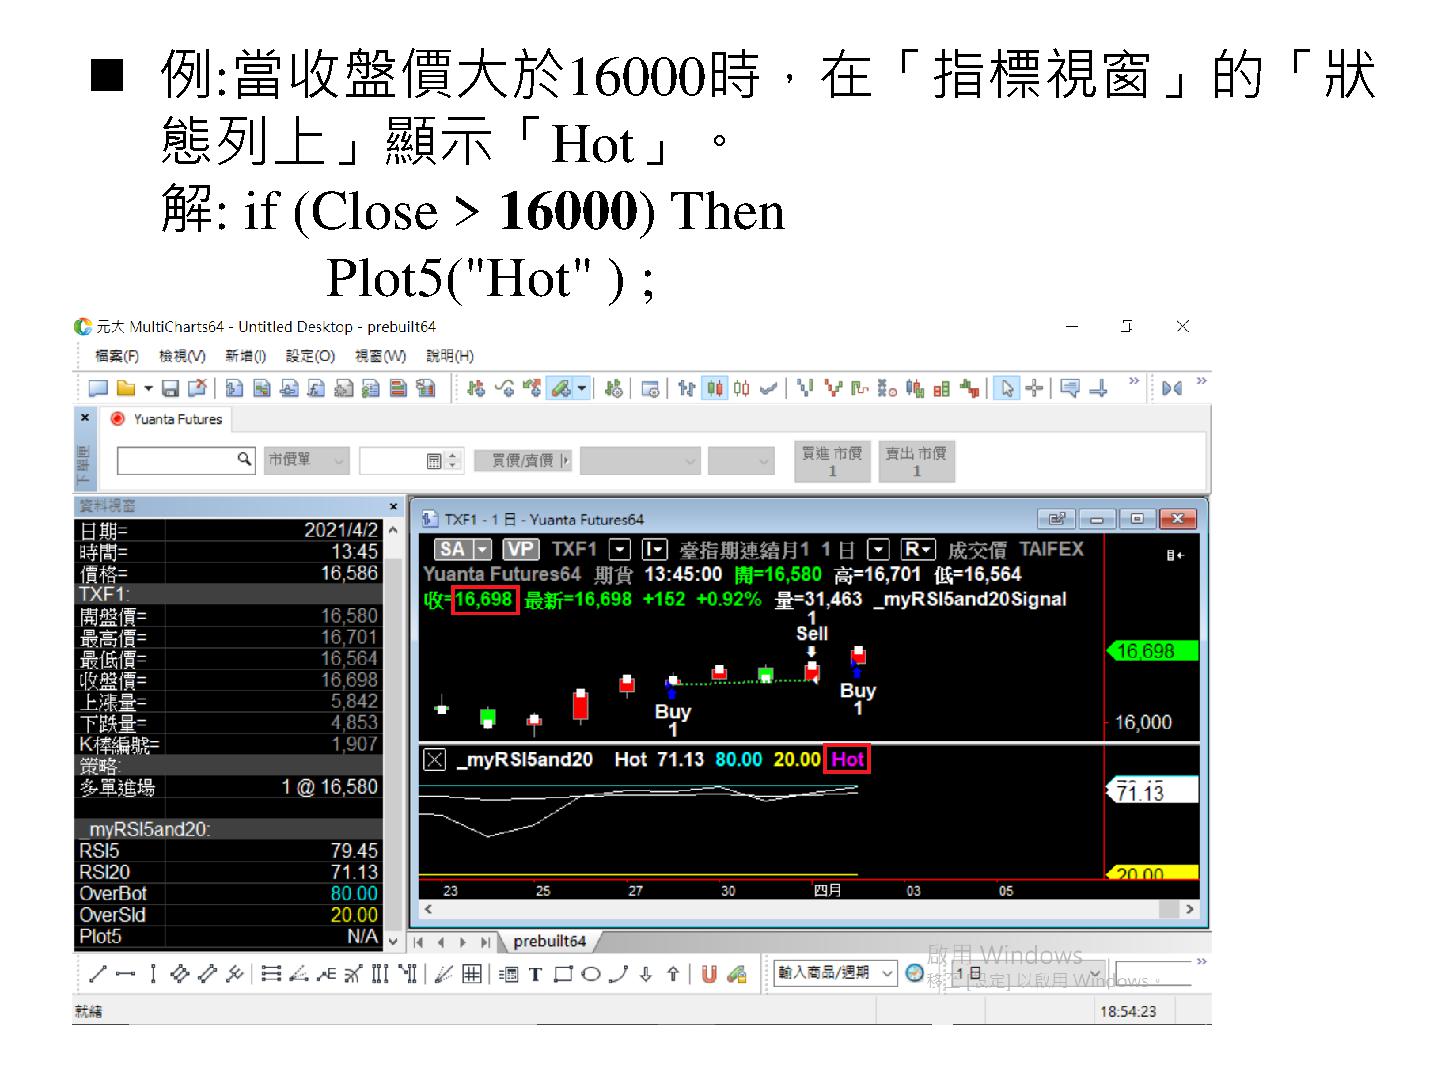 ■ 例:當收盤價大於16000時，在「指標視窗」的「狀
態列上」顯示「Hot」。
解: if (Close > 16000) Then
Plot5("Hot" ) ;
元大 MultiCharts64 - Untitled Desktop - prebuilt64
檔案(F) 檢視(V) 新增(I) 設定(O) 視窗(W) 說明(H)
Yuanta Futures
下單匣
市價單 買價/賣價 買進 市價 賣出 市價
1 1
資料視窗
日期= 2021/4/2
時間= 13:45
價格= 16,586
TXF1:
開盤價= 16,580
最高價= 16,701
最低價= 16,564
收盤價= 16,698
上漲量= 5,842
下跌量= 4,853
K棒編號= 1,907
策略:
多單進場 1 @ 16,580
_myRSI5and20:
RSI5 79.45
RSI20 71.13
OverBot 80.00
OverSld 20.00
Plot5 N/A
TXF1 - 1 日 - Yuanta Futures64
SA VP TXF1 I 臺指期連續月1 1 日 R 成交價 TAIFEX
Yuanta Futures64 期貨 13:45:00 開=16,580 高=16,701 低=16,564
收=16,698 最新=16,698 +152 +0.92% 量=31,463 _myRSI5and20Signal
1
Sell
16,698
Buy
1
Buy
1
16,000
_myRSI5and20 Hot 71.13 80.00 20.00 Hot
71.13
20.00
23 25 27 30 四月 03 05
prebuilt64
啟用 Windows
移至 [設定] 以啟用 Windows。
輸入商品/週期 1 日
就緒 18:54:23